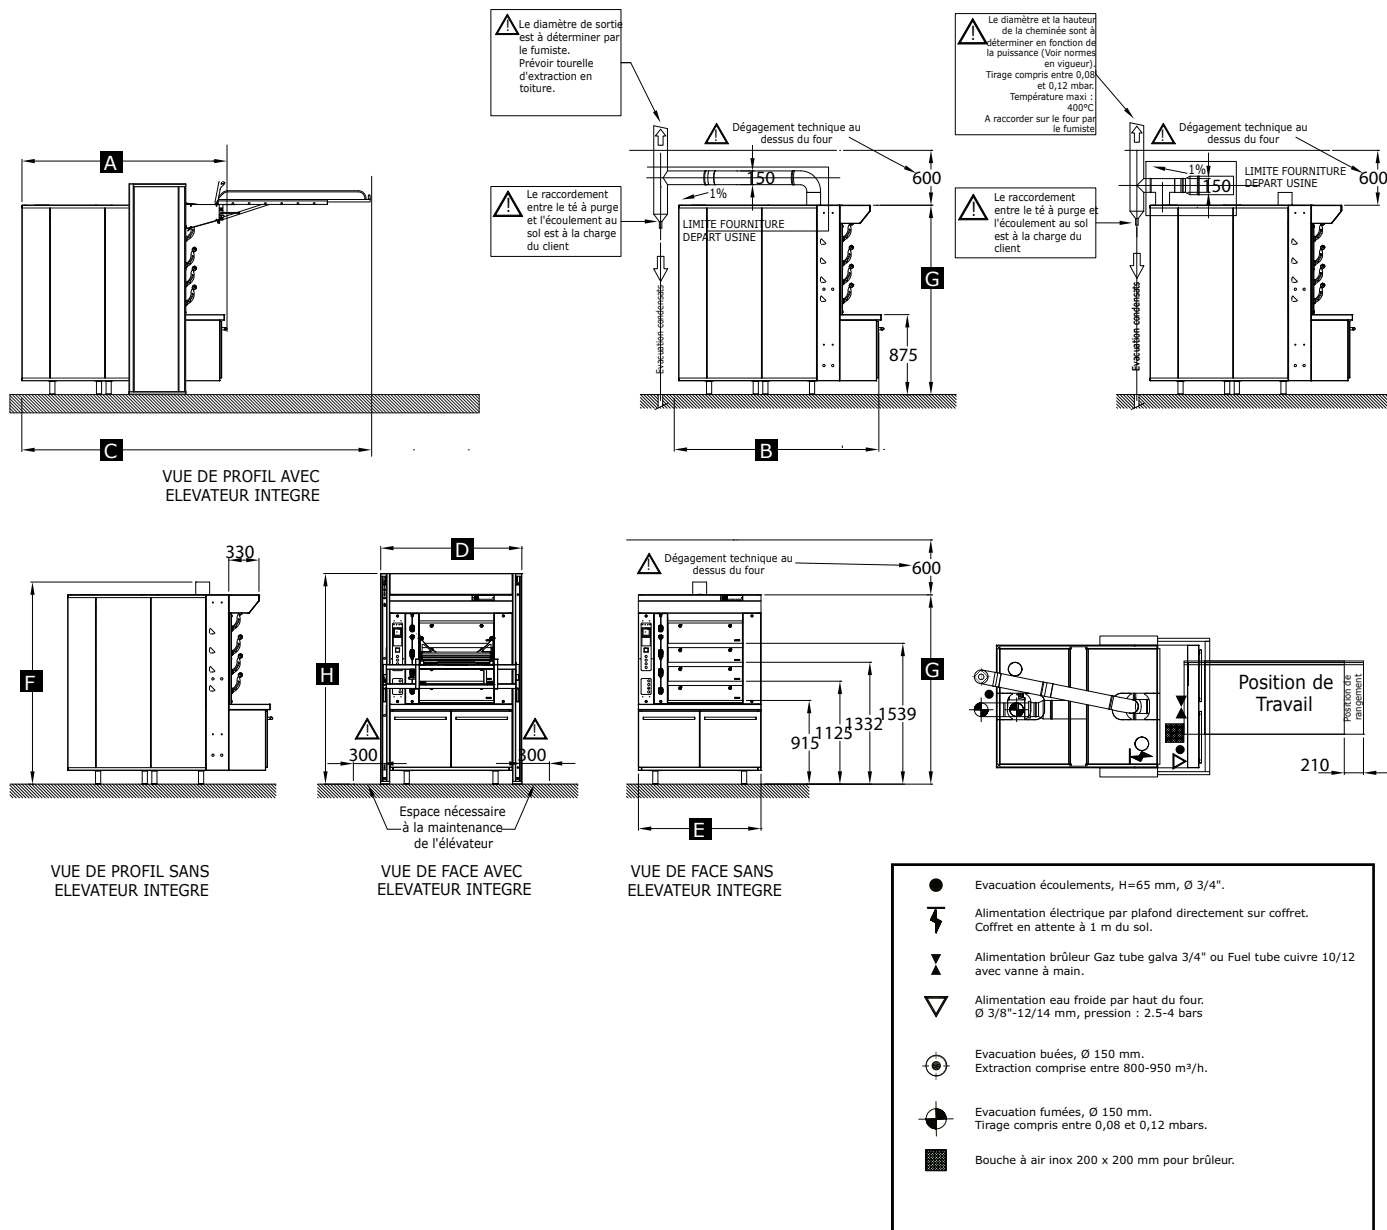 Le diamètre de sortie
est à déterminer par
le fumiste.
Prévoir tourelle
d'extraction en
toiture.
Le diamètre et la hauteur
de la cheminée sont à
déterminer en fonction de
la puissance (Voir normes
en vigueur).
Tirage compris entre 0,08
et 0,12 mbar.
Température maxi :
400°C
A raccorder sur le four par
le fumiste
A
Dégagement technique au
dessus du four
150
600
1%
Le raccordement
entre le té à purge
et l'écoulement au
sol est à la charge
du client
LIMITE FOURNITURE
DEPART USINE
G
875
Evacuation condensats
B
Dégagement technique au
dessus du four
1%
150
LIMITE FOURNITURE
DEPART USINE
600
Le raccordement
entre le té à purge et
l'écoulement au sol
est à la charge du
client
Evacuation condensats
C
VUE DE PROFIL AVEC
ELEVATEUR INTEGRE
330
F
VUE DE PROFIL SANS
ELEVATEUR INTEGRE
D
H
300
300
Espace nécessaire
à la maintenance
de l'élévateur
VUE DE FACE AVEC
ELEVATEUR INTEGRE
Dégagement technique au
dessus du four
600
G
915
1125
1332
1539
E
VUE DE FACE SANS
ELEVATEUR INTEGRE
Position de
Travail
Position de
rangement
210
Evacuation écoulements, H=65 mm, Ø 3/4".
Alimentation électrique par plafond directement sur coffret.
Coffret en attente à 1 m du sol.
Alimentation brûleur Gaz tube galva 3/4" ou Fuel tube cuivre 10/12
avec vanne à main.
Alimentation eau froide par haut du four.
Ø 3/8"-12/14 mm, pression : 2.5-4 bars
Evacuation buées, Ø 150 mm.
Extraction comprise entre 800-950 m³/h.
Evacuation fumées, Ø 150 mm.
Tirage compris entre 0,08 et 0,12 mbars.
Bouche à air inox 200 x 200 mm pour brûleur.